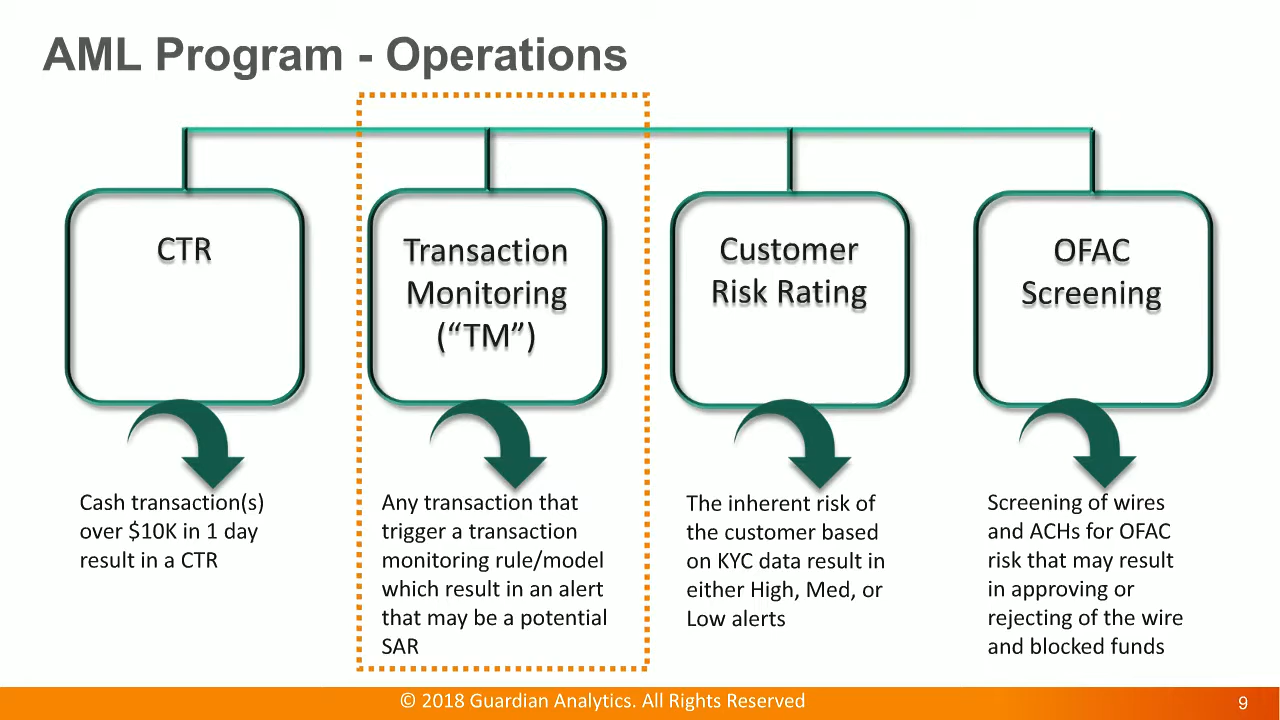 AML Program - Operations
CTR
Cash transaction(s)
over $10K in 1 day
result in a CTR
Transaction
Monitoring
(“TM”)
Any transaction that
trigger a transaction
monitoring rule/model
which result in an alert
that may be a potential
SAR
Customer
Risk Rating
The inherent risk of
the customer based
on KYC data result in
either High, Med, or
Low alerts
OFAC
Screening
Screening of wires
and ACHs for OFAC
risk that may result
in approving or
rejecting of the wire
and blocked funds
© 2018 Guardian Analytics. All Rights Reserved
9